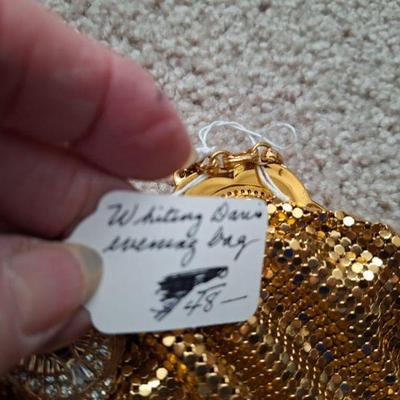 Whiting Davis
evening bag
$48—